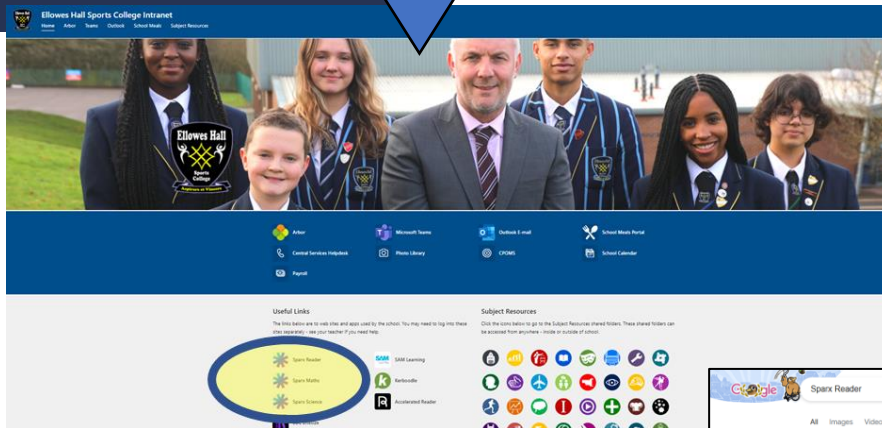 Ellowes Hall Sports College Intranet
Home Arbor Teams Outlook School Meals Subject Resources
Ellowes Hall
Sports
College
Arbor
Microsoft Teams
Outlook E-mail
School Meals Portal
Central Services Helpdesk
Photo Library
CPOMS
School Calendar
Payroll
Useful Links
The links below are to web sites and apps used by the school. You may need to log into these
sites separately - see your teacher if you need help.
Subject Resources
Click the icons below to go to the Subject Resources shared folders. These shared folders can
be accessed from anywhere - inside or outside of school.
Sparx Reader
SAM Learning
Sparx Maths
Kerboodle
Sparx Science
Accelerated Reader
Google
Sparx Reader
All Images Video